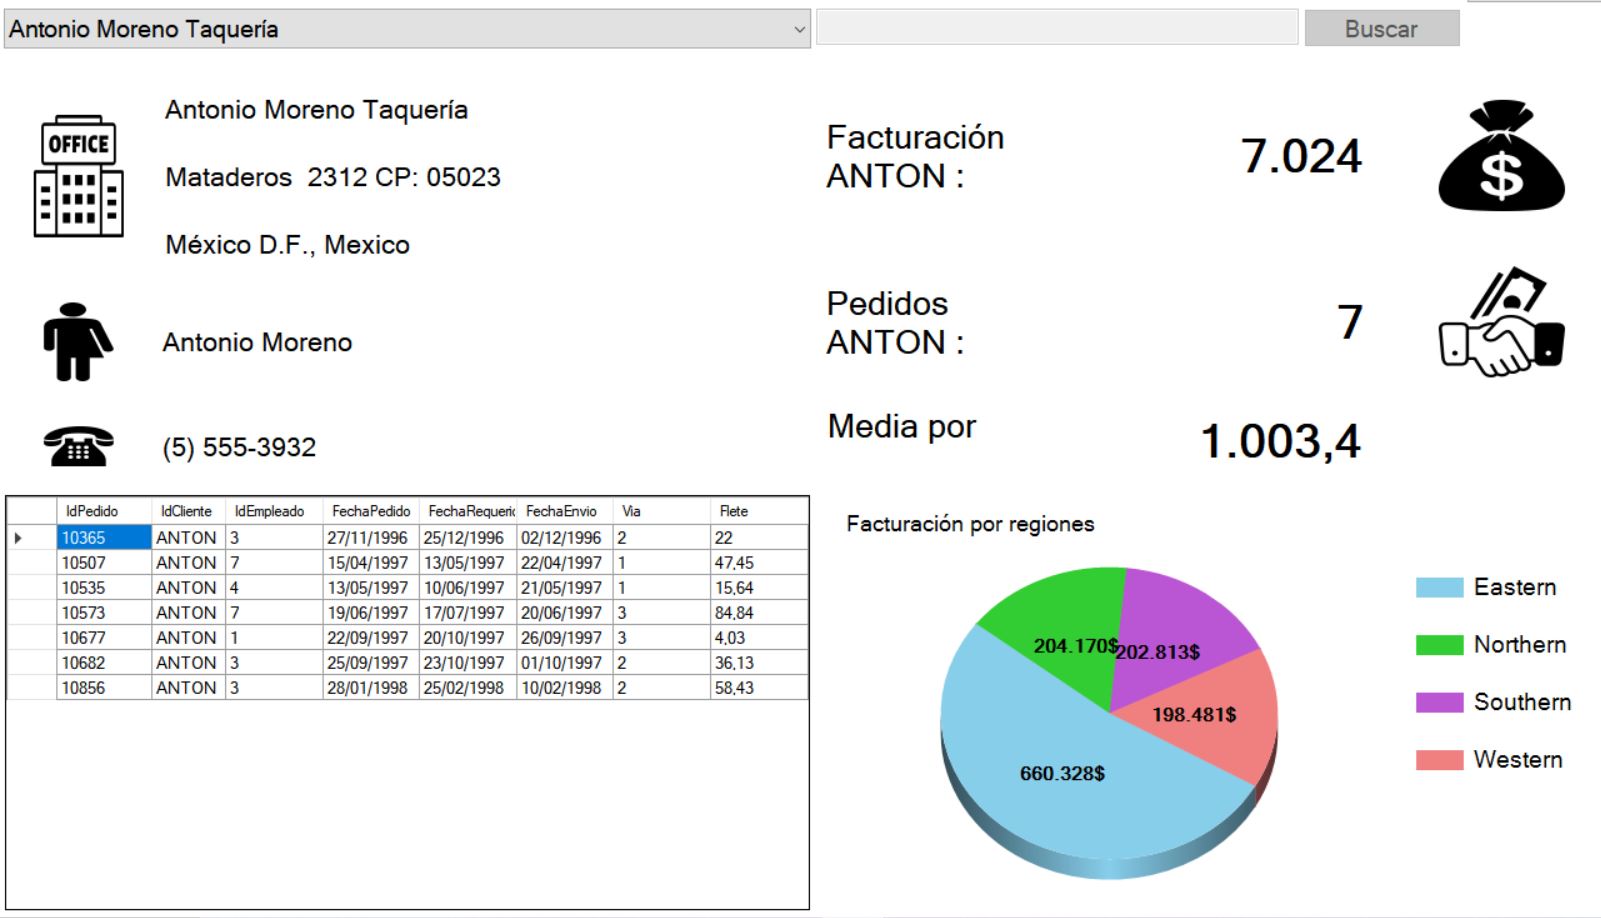 Antonio Moreno Taquería
Buscar
OFFICE
Antonio Moreno Taquería
Mataderos  2312 CP: 05023
México D.F., Mexico
Antonio Moreno
(5) 555-3932
Facturación
ANTON :
7.024
$
Pedidos
ANTON :
7
Media por
1.003,4
IdPedido IdCliente IdEmpleado FechaPedido FechaRequeric FechaEnvio Via Flete
10365 ANTON 3 27/11/1996 25/12/1996 02/12/1996 2 22
10507 ANTON 7 15/04/1997 13/05/1997 22/04/1997 1 47,45
10535 ANTON 4 13/05/1997 10/06/1997 21/05/1997 1 15,64
10573 ANTON 7 19/06/1997 17/07/1997 20/06/1997 3 84,84
10677 ANTON 1 22/09/1997 20/10/1997 26/09/1997 3 4,03
10682 ANTON 3 25/09/1997 23/10/1997 01/10/1997 2 36,13
10856 ANTON 3 28/01/1998 25/02/1998 10/02/1998 2 58,43
Facturación por regiones
204.170$
202.813$
198.481$
660.328$
Eastern
Northern
Southern
Western